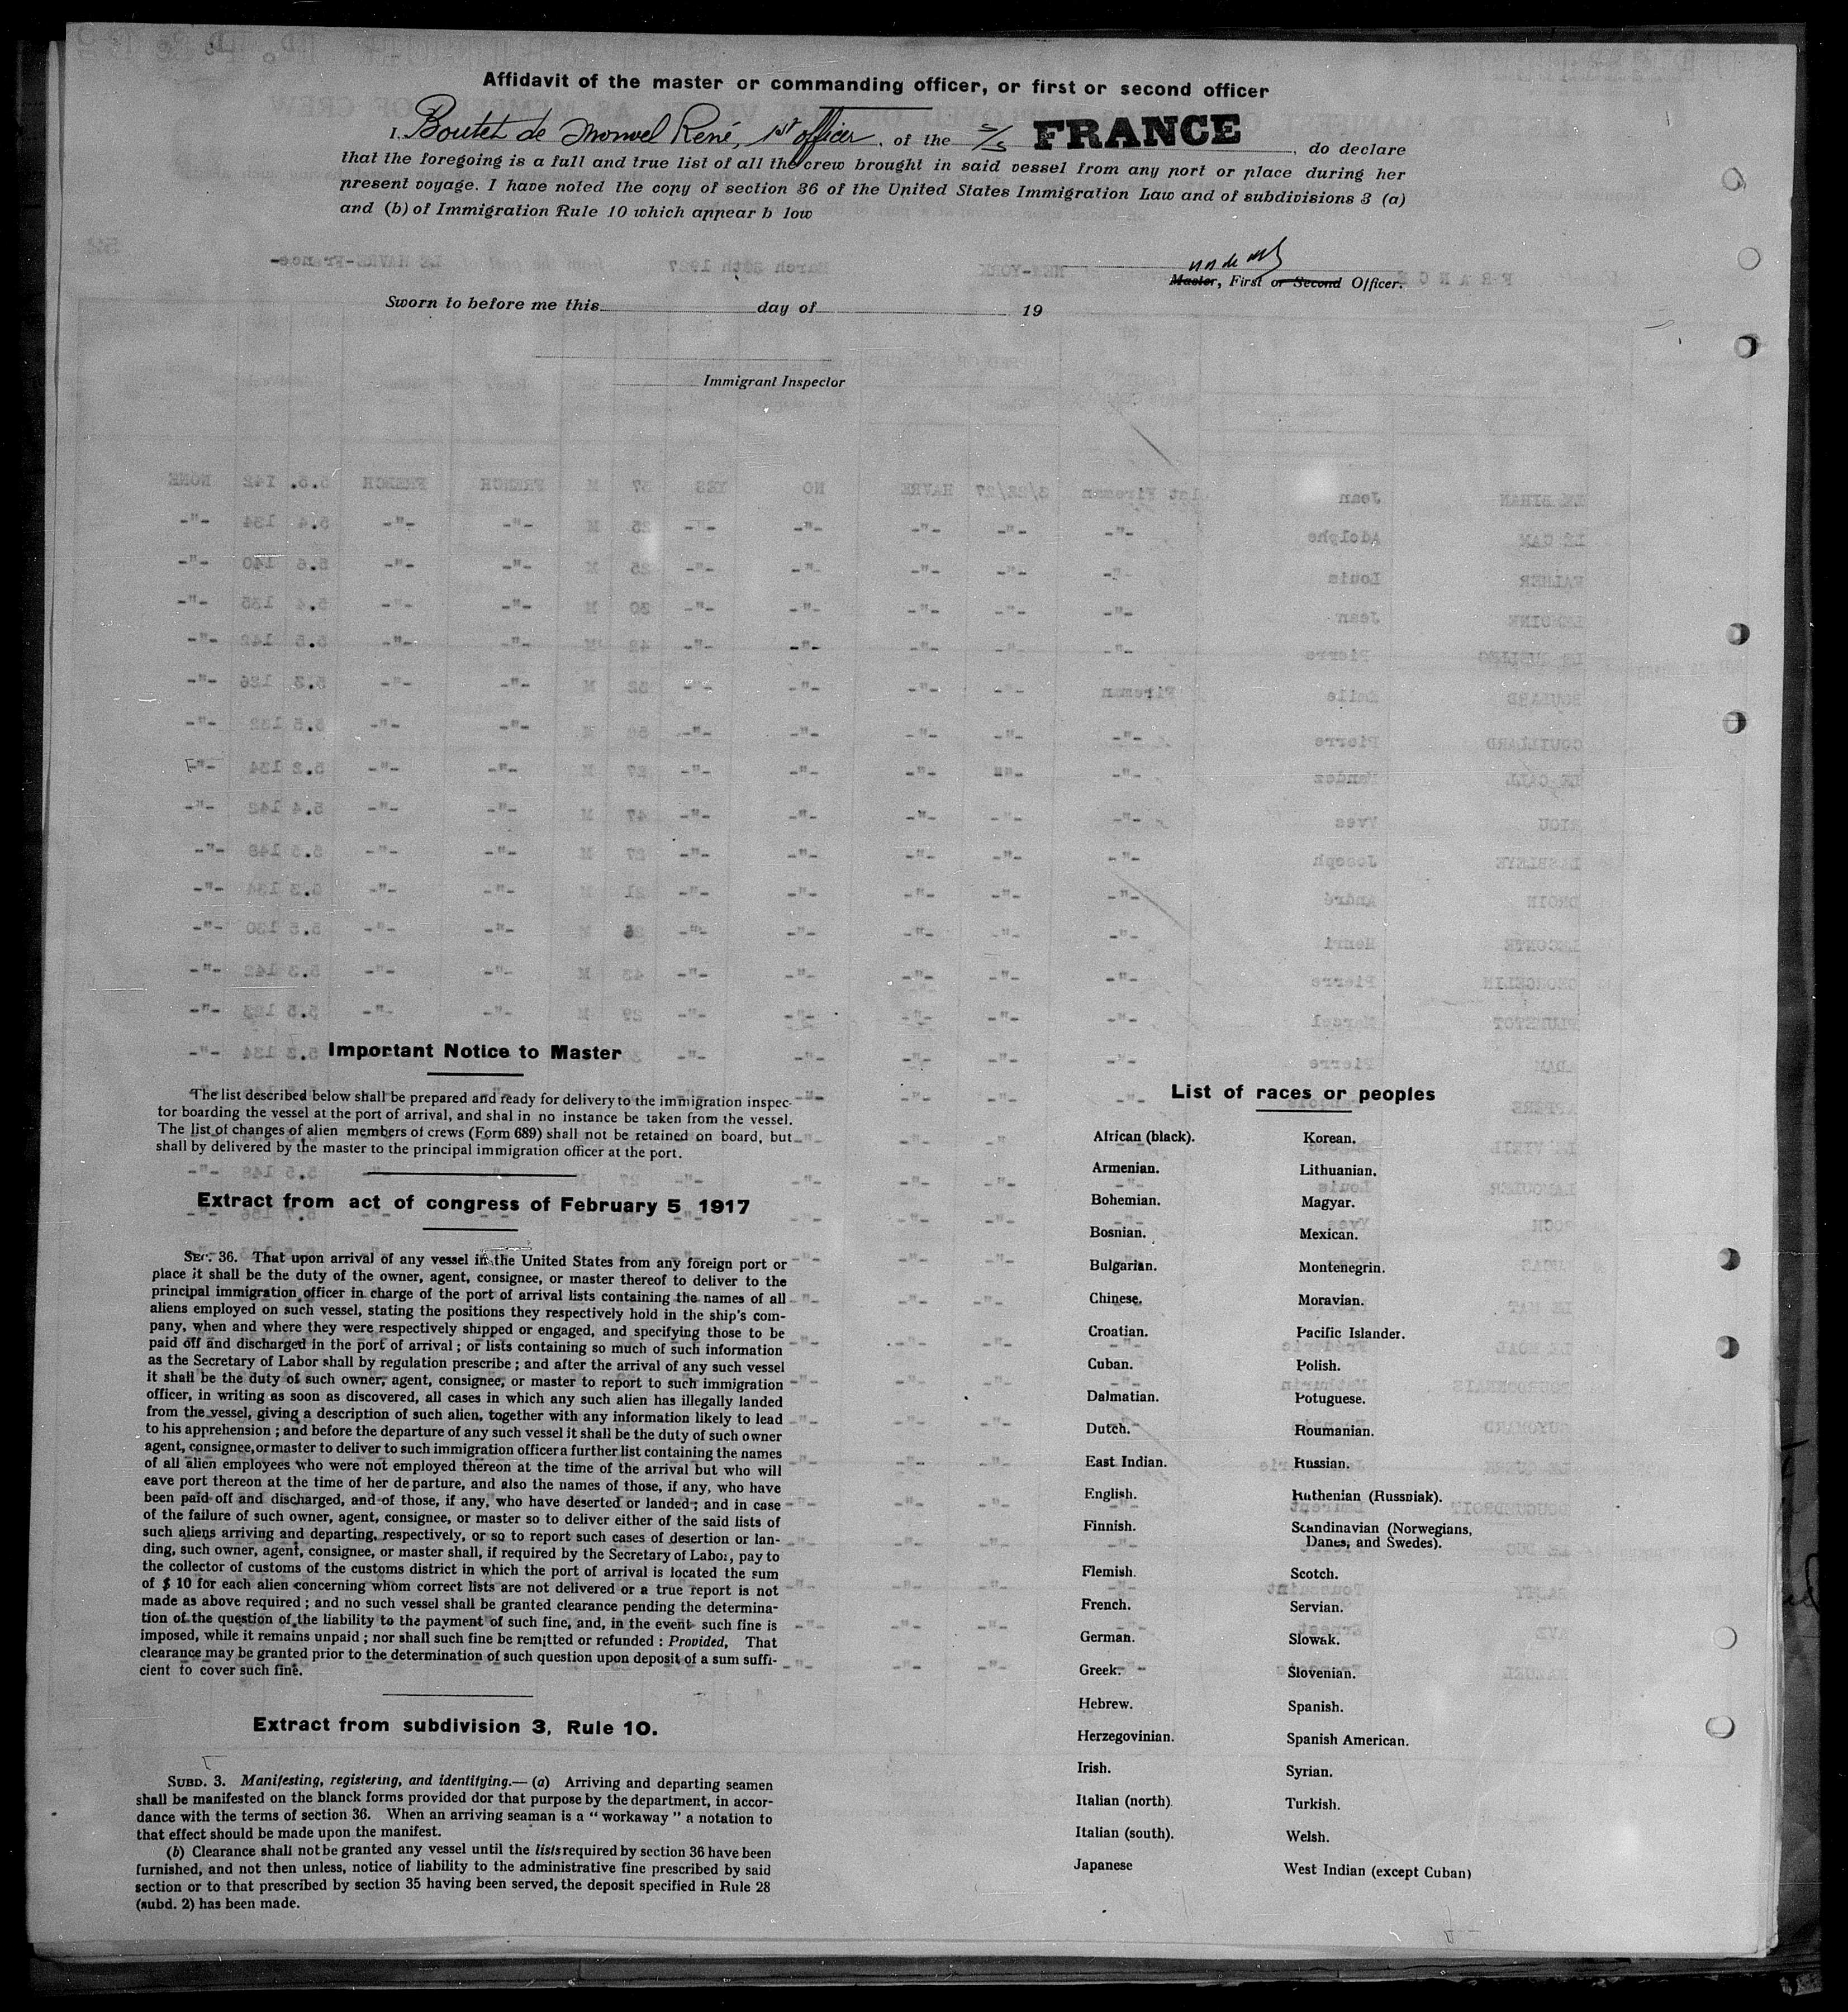 Affidavit of the master or commanding officer, or first or second officer
I, Boutet de Monvel René, 1st officer, of the S/S FRANCE, do declare
that the foregoing is a full and true list of all the crew brought in said vessel from any port or place during her
present voyage. I have noted the copy of section 36 of the United States Immigration Law and of subdivisions 3 (a)
and (b) of Immigration Rule 10 which appear b low
Master, First or Second Officer.
Sworn to before me this day of 19
Immigrant Inspector
Important Notice to Master
The list described below shall be prepared and ready for delivery to the immigration inspec-
tor boarding the vessel at the port of arrival, and shal in no instance be taken from the vessel.
The list of changes of alien members of crews (Form 689) shall not be retained on board, but
shall by delivered by the master to the principal immigration officer at the port.
Extract from act of congress of February 5 1917
SEC. 36. That upon arrival of any vessel in the United States from any foreign port or
place it shall be the duty of the owner, agent, consignee, or master thereof to deliver to the
principal immigration officer in charge of the port of arrival lists containing the names of all
aliens employed on such vessel, stating the positions they respectively hold in the ship's com-
pany, when and where they were respectively shipped or engaged, and specifying those to be
paid off and discharged in the port of arrival ; or lists containing so much of such information
as the Secretary of Labor shall by regulation prescribe ; and after the arrival of any such vessel
it shall be the duty of such owner, agent, consignee, or master to report to such immigration
officer, in writing as soon as discovered, all cases in which any such alien has illegally landed
from the vessel, giving a description of such alien, together with any information likely to lead
to his apprehension ; and before the departure of any such vessel it shall be the duty of such owner
agent, consignee, or master to deliver to such immigration officer a further list containing the names
of all alien employees who were not employed thereon at the time of the arrival but who will
eave port thereon at the time of her departure, and also the names of those, if any, who have
been paid off and discharged, and of those, if any, who have deserted or landed ; and in case
of the failure of such owner, agent, consignee, or master so to deliver either of the said lists of
such aliens arriving and departing, respectively, or so to report such cases of desertion or lan-
ding, such owner, agent, consignee, or master shall, if required by the Secretary of Labor, pay to
the collector of customs of the customs district in which the port of arrival is located the sum
of $ 10 for each alien concerning whom correct lists are not delivered or a true report is not
made as above required ; and no such vessel shall be granted clearance pending the determina-
tion of the question of the liability to the payment of such fine, and, in the event such fine is
imposed, while it remains unpaid ; nor shall such fine be remitted or refunded : Provided, That
clearance may be granted prior to the determination of such question upon deposit of a sum suffi-
cient to cover such fine.
Extract from subdivision 3, Rule 10.
SUBD. 3. Manifesting, registering, and identifying.— (a) Arriving and departing seamen
shall be manifested on the blanck forms provided dor that purpose by the department, in accor-
dance with the terms of section 36. When an arriving seaman is a " workaway " a notation to
that effect should be made upon the manifest.
(b) Clearance shall not be granted any vessel until the lists required by section 36 have been
furnished, and not then unless, notice of liability to the administrative fine prescribed by said
section or to that prescribed by section 35 having been served, the deposit specified in Rule 28
(subd. 2) has been made.
List of races or peoples
African (black).
Armenian.
Bohemian.
Bosnian.
Bulgarian.
Chinese.
Croatian.
Cuban.
Dalmatian.
Dutch.
East Indian.
English.
Finnish.
Flemish.
French.
German.
Greek.
Hebrew.
Herzegovinian.
Irish.
Italian (north)
Italian (south).
Japanese
Korean.
Lithuanian.
Magyar.
Mexican.
Montenegrin.
Moravian.
Pacific Islander.
Polish.
Potuguese.
Roumanian.
Russian.
Ruthenian (Russniak).
Scandinavian (Norwegians,
Danes, and Swedes).
Scotch.
Servian.
Slowak.
Slovenian.
Spanish.
Spanish American.
Syrian.
Turkish.
Welsh.
West Indian (except Cuban)